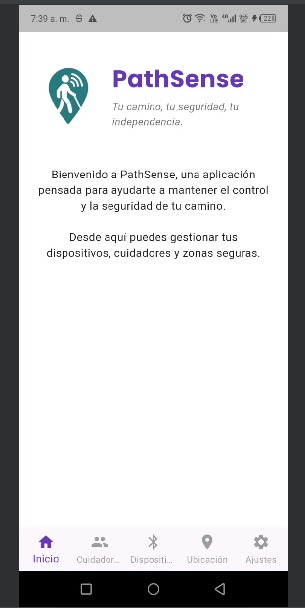 7:39 a. m.
PathSense
Tu camino, tu seguridad, tu
independencia.
Bienvenido a PathSense, una aplicación
pensada para ayudarte a mantener el control
y la seguridad de tu camino.
Desde aquí puedes gestionar tus
dispositivos, cuidadores y zonas seguras.
Inicio Cuidador... Dispositi... Ubicación Ajustes